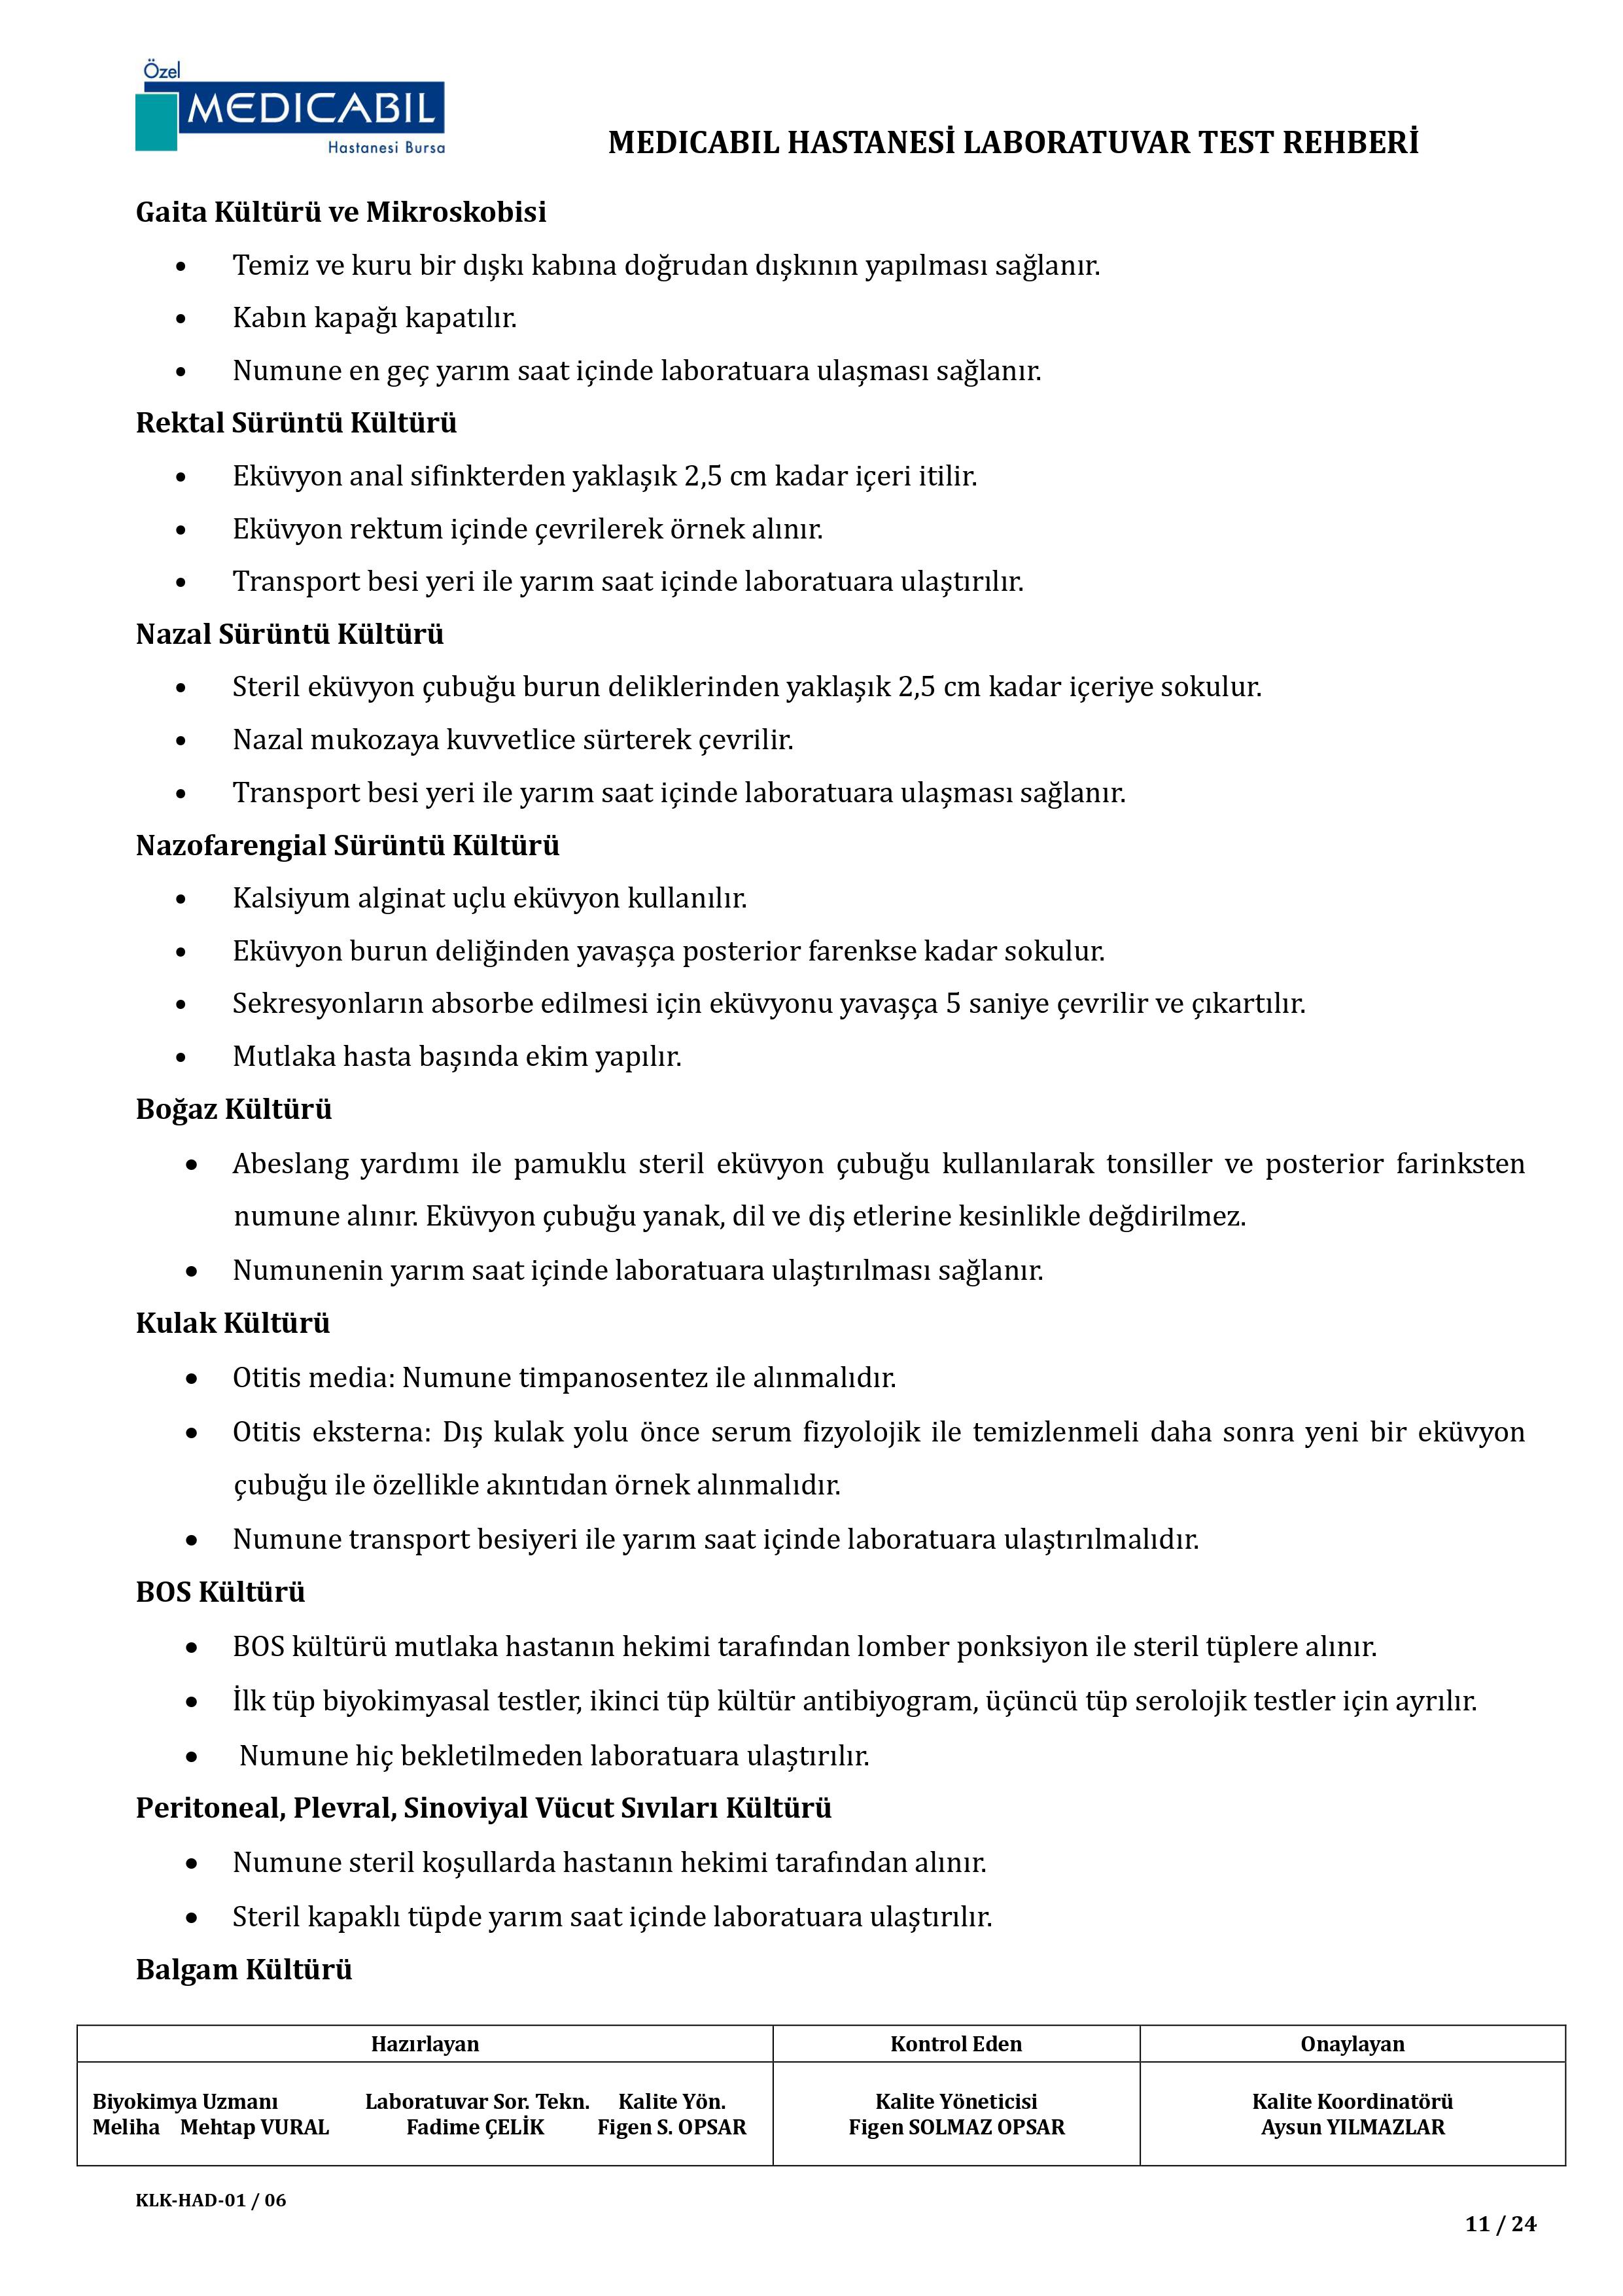 Özel
MEDICABIL
Hastanesi Bursa
MEDICABIL HASTANESİ LABORATUVAR TEST REHBERİ
Gaita Kültürü ve Mikroskobisi
• Temiz ve kuru bir dışkı kabına doğrudan dışkının yapılması sağlanır.
• Kabın kapağı kapatılır.
• Numune en geç yarım saat içinde laboratuara ulaşması sağlanır.
Rektal Sürüntü Kültürü
• Eküvyon anal sifinkterden yaklaşık 2,5 cm kadar içeri itilir.
• Eküvyon rektum içinde çevrilerek örnek alınır.
• Transport besi yeri ile yarım saat içinde laboratuara ulaştırılır.
Nazal Sürüntü Kültürü
• Steril eküvyon çubuğu burun deliklerinden yaklaşık 2,5 cm kadar içeriye sokulur.
• Nazal mukozaya kuvvetlice sürterek çevrilir.
• Transport besi yeri ile yarım saat içinde laboratuara ulaşması sağlanır.
Nazofarengial Sürüntü Kültürü
• Kalsiyum alginat uçlu eküvyon kullanılır.
• Eküvyon burun deliğinden yavaşça posterior farenkse kadar sokulur.
• Sekresyonların absorbe edilmesi için eküvyonu yavaşça 5 saniye çevrilir ve çıkartılır.
• Mutlaka hasta başında ekim yapılır.
Boğaz Kültürü
• Abeslang yardımı ile pamuklu steril eküvyon çubuğu kullanılarak tonsiller ve posterior farinksten
numune alınır. Eküvyon çubuğu yanak, dil ve diş etlerine kesinlikle değdirilmez.
• Numunenin yarım saat içinde laboratuara ulaştırılması sağlanır.
Kulak Kültürü
• Otitis media: Numune timpanosentez ile alınmalıdır.
• Otitis eksterna: Dış kulak yolu önce serum fizyolojik ile temizlenmeli daha sonra yeni bir eküvyon
çubuğu ile özellikle akıntıdan örnek alınmalıdır.
• Numune transport besiyeri ile yarım saat içinde laboratuara ulaştırılmalıdır.
BOS Kültürü
• BOS kültürü mutlaka hastanın hekimi tarafından lomber ponksiyon ile steril tüplere alınır.
• İlk tüp biyokimyasal testler, ikinci tüp kültür antibiyogram, üçüncü tüp serolojik testler için ayrılır.
• Numune hiç bekletilmeden laboratuara ulaştırılır.
Peritoneal, Plevral, Sinoviyal Vücut Sıvıları Kültürü
• Numune steril koşullarda hastanın hekimi tarafından alınır.
• Steril kapaklı tüpde yarım saat içinde laboratuara ulaştırılır.
Balgam Kültürü
Hazırlayan Kontrol Eden Onaylayan
Biyokimya Uzmanı Laboratuvar Sor. Tekn. Kalite Yön. Kalite Yöneticisi Kalite Koordinatörü
Meliha Mehtap VURAL Fadime ÇELİK Figen S. OPSAR Figen SOLMAZ OPSAR Aysun YILMAZLAR
KLK-HAD-01 / 06
11 / 24